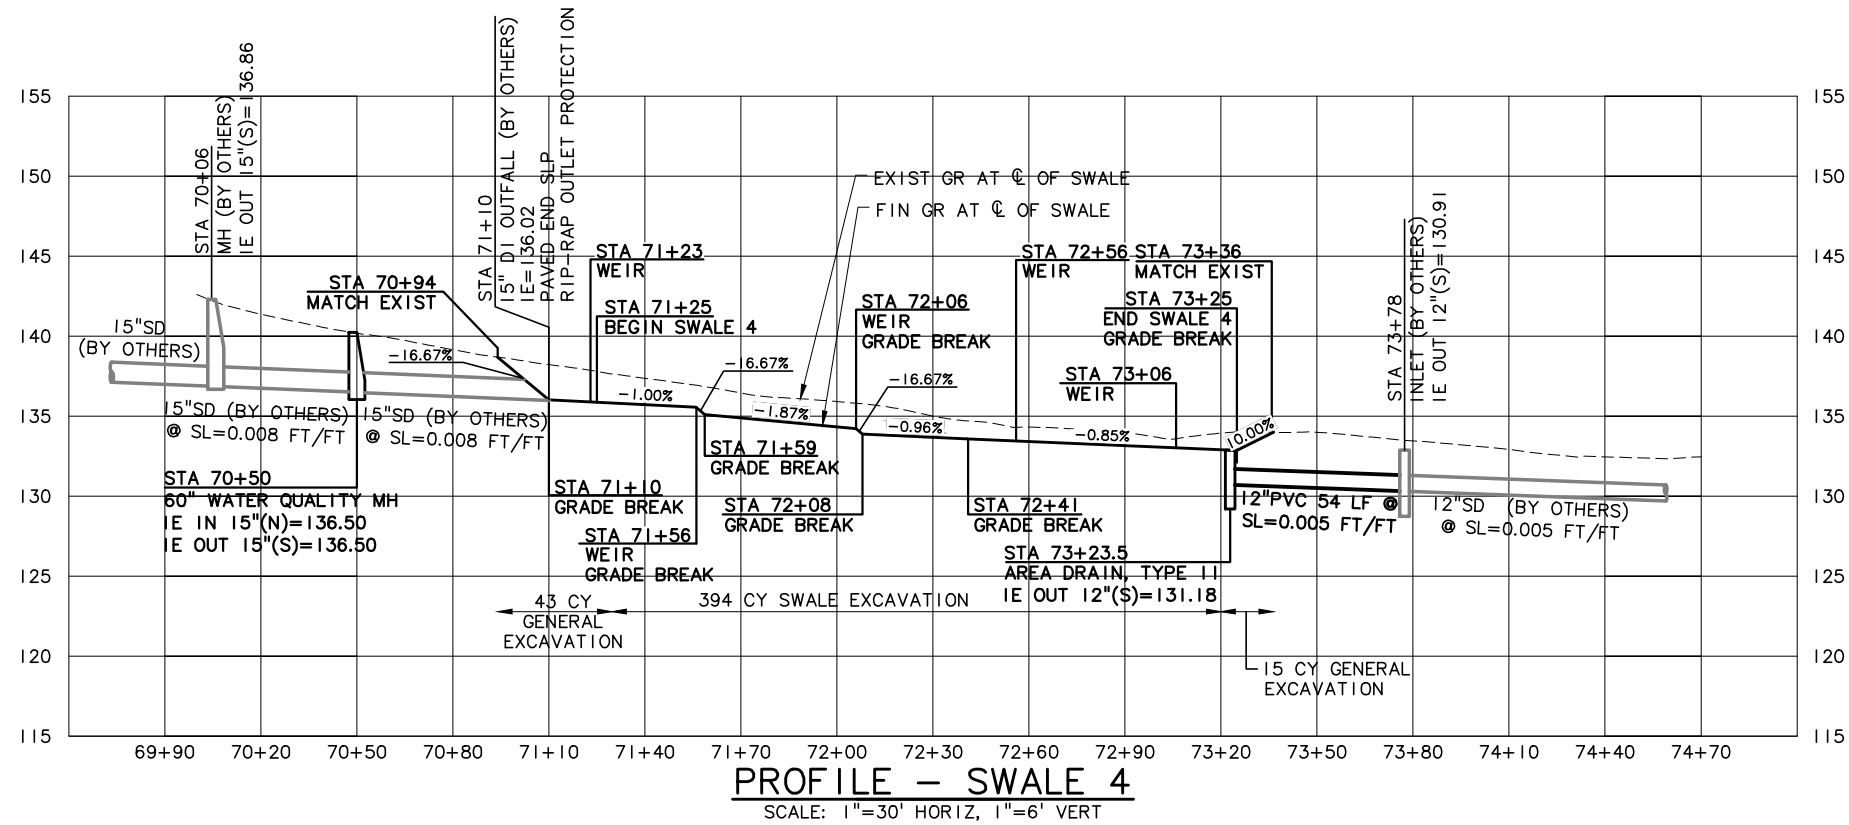 STA 70+06
MH (BY OTHERS)
IE OUT 15"(S)=136.86
STA 71+10
15" DI OUTFALL (BY OTHERS)
IE=136.02
PAVED END SLP
RIP-RAP OUTLET PROTECTION
155
155
150
150
EXIST GR AT ℄ OF SWALE
FIN GR AT ℄ OF SWALE
STA 73+78
INLET (BY OTHERS)
IE OUT 12"(S)=130.91
145
145
STA 71+23
WEIR
STA 72+56
WEIR
STA 73+36
MATCH EXIST
STA 70+94
MATCH EXIST
STA 71+25
BEGIN SWALE 4
STA 72+06
WEIR
GRADE BREAK
STA 73+25
END SWALE 4
GRADE BREAK
140
140
15"SD
(BY OTHERS)
-16.67%
-16.67%
-16.67%
STA 73+06
WEIR
-1.00%
-1.87%
-0.96%
-0.85%
10.00%
135
135
15"SD (BY OTHERS)
@ SL=0.008 FT/FT
15"SD (BY OTHERS)
@ SL=0.008 FT/FT
STA 71+59
GRADE BREAK
STA 70+50
60" WATER QUALITY MH
IE IN 15"(N)=136.50
IE OUT 15"(S)=136.50
STA 71+10
GRADE BREAK
STA 72+08
GRADE BREAK
STA 72+41
GRADE BREAK
130
130
12"PVC 54 LF @
SL=0.005 FT/FT
12"SD (BY OTHERS)
@ SL=0.005 FT/FT
STA 71+56
WEIR
GRADE BREAK
STA 73+23.5
AREA DRAIN, TYPE II
IE OUT 12"(S)=131.18
125
125
43 CY
GENERAL
EXCAVATION
394 CY SWALE EXCAVATION
15 CY GENERAL
EXCAVATION
120
120
115
115
69+90 70+20 70+50 70+80 71+10 71+40 71+70 72+00 72+30 72+60 72+90 73+20 73+50 73+80 74+10 74+40 74+70
PROFILE - SWALE 4
SCALE: 1"=30' HORIZ, 1"=6' VERT